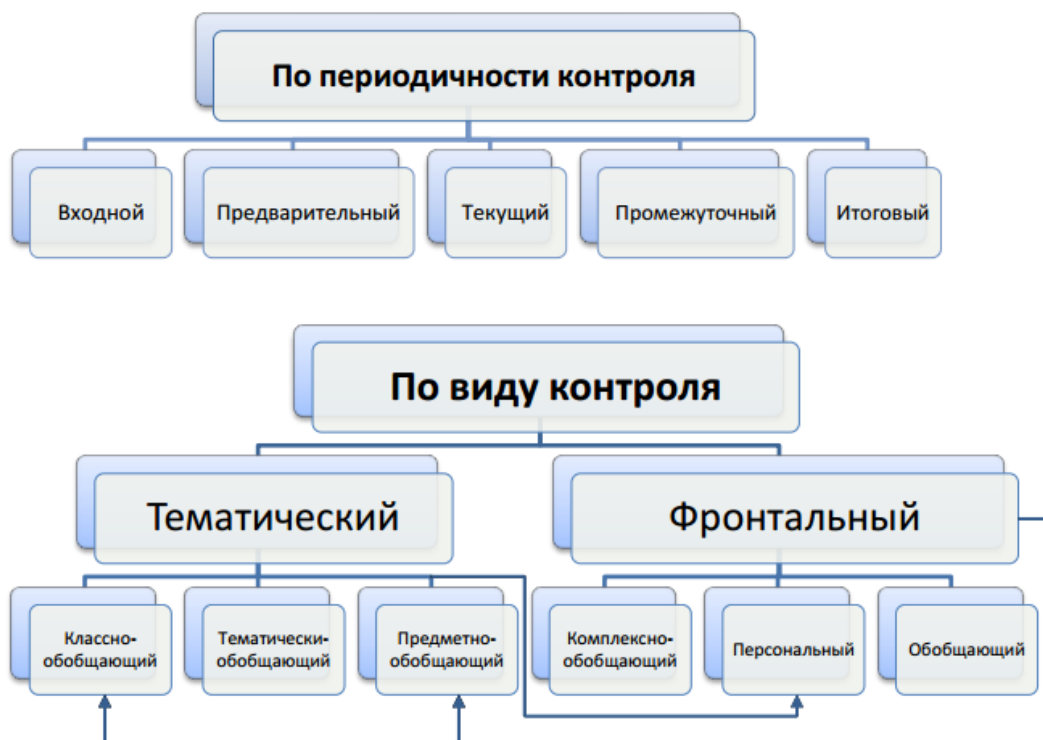 По периодичности контроля
Входной
Предварительный
Текущий
Промежуточный
Итоговый
По виду контроля
Тематический
Фронтальный
Классно-
обобщающий
Тематически-
обобщающий
Предметно-
обобщающий
Комплексно-
обобщающий
Персональный
Обобщающий